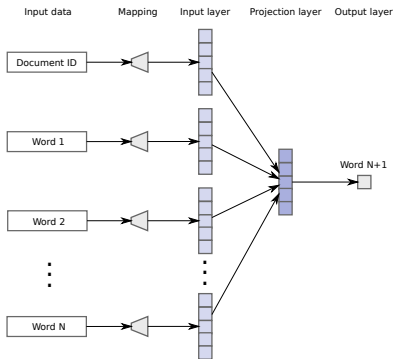 Input data
Mapping
Input layer
Projection layer
Output layer
Document ID
Word 1
Word N+1
Word 2
Word N